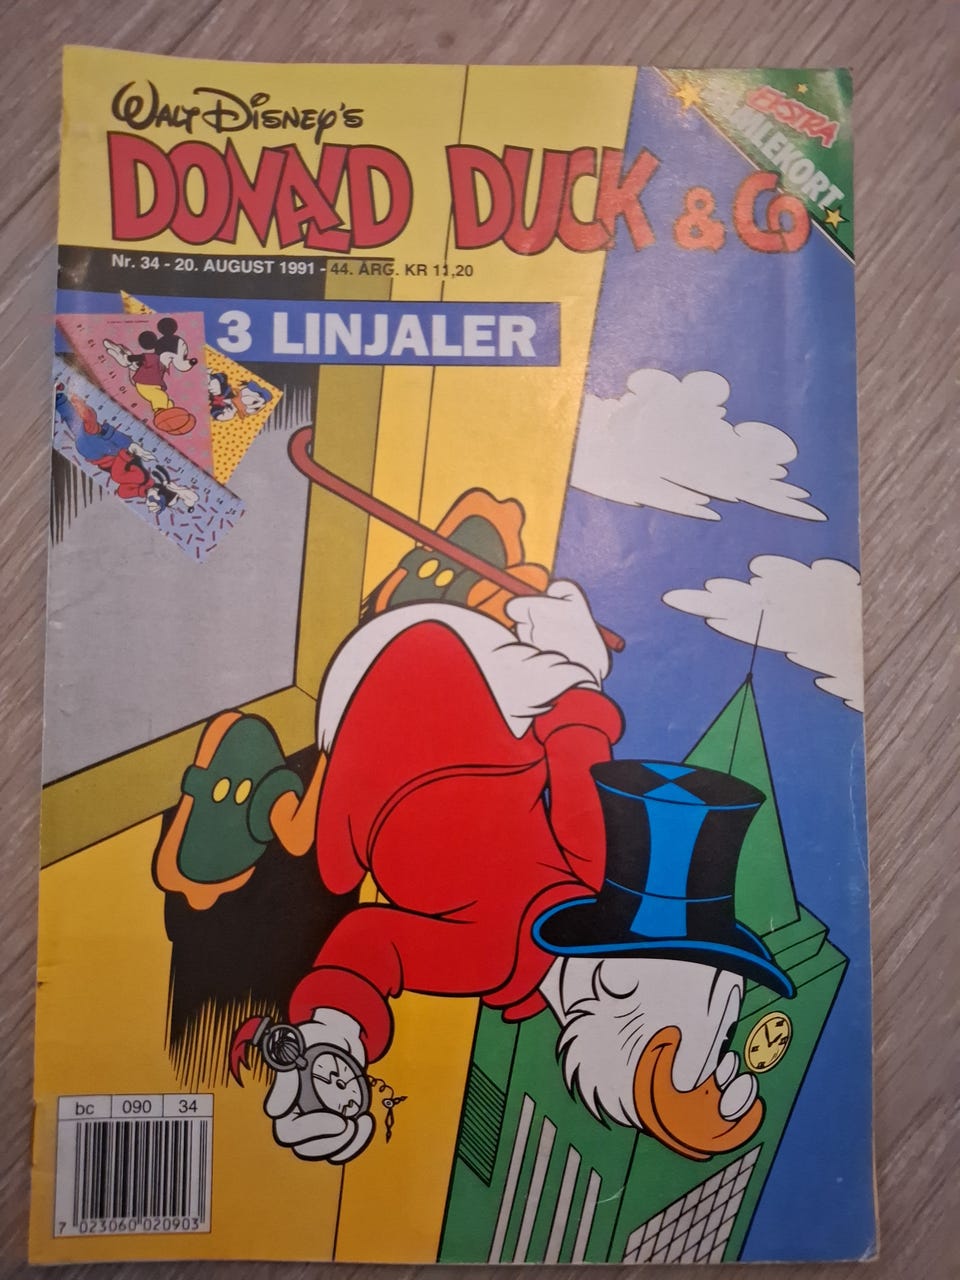 WALT DISNEY'S
DONALD DUCK & Co
EKSTRA
SAMLEKORT
Nr. 34 - 20. AUGUST 1991 - 44. ÅRG. KR 11,20
3 LINJALER
bc 090 34
7 023060 020903